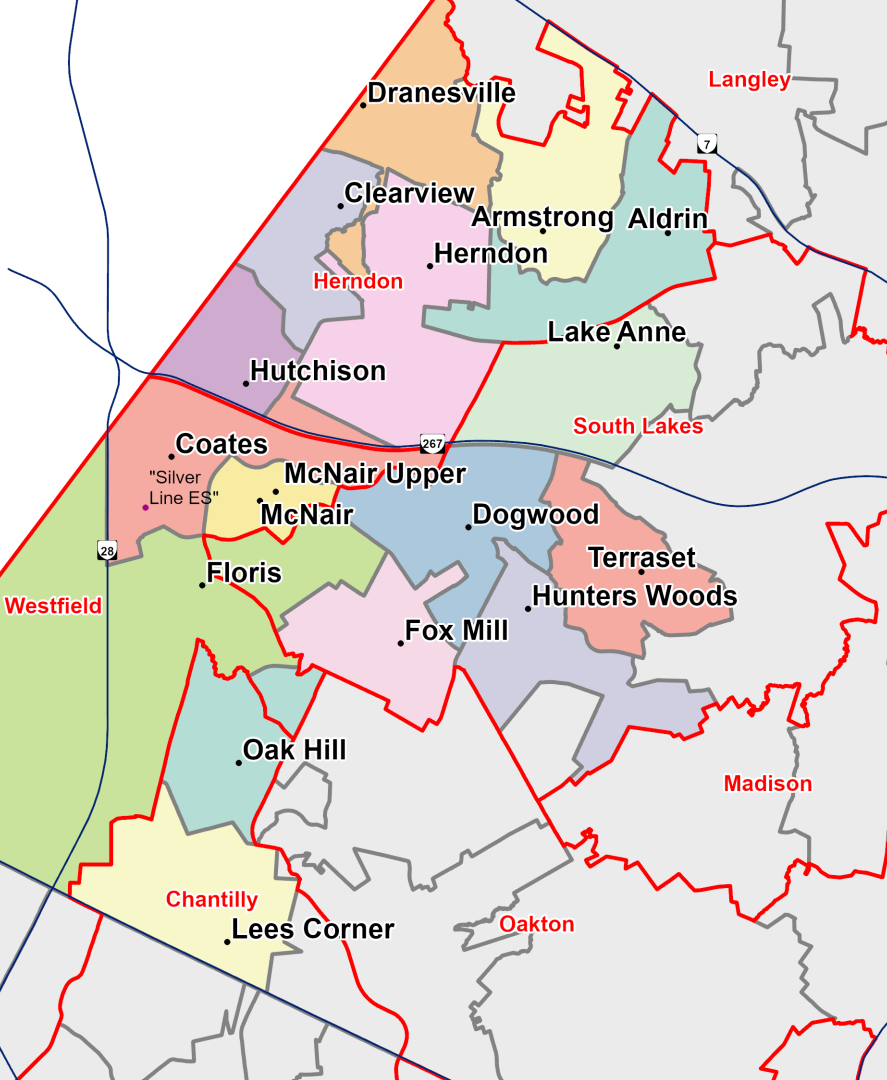 Langley
Dranesville
7
Clearview
Armstrong
Aldrin
Herndon
Herndon
Lake Anne
Hutchison
South Lakes
267
Coates
"Silver
Line ES"
McNair Upper
McNair
Dogwood
28
Terraset
Floris
Hunters Woods
Westfield
Fox Mill
Oak Hill
Madison
Chantilly
Lees Corner
Oakton